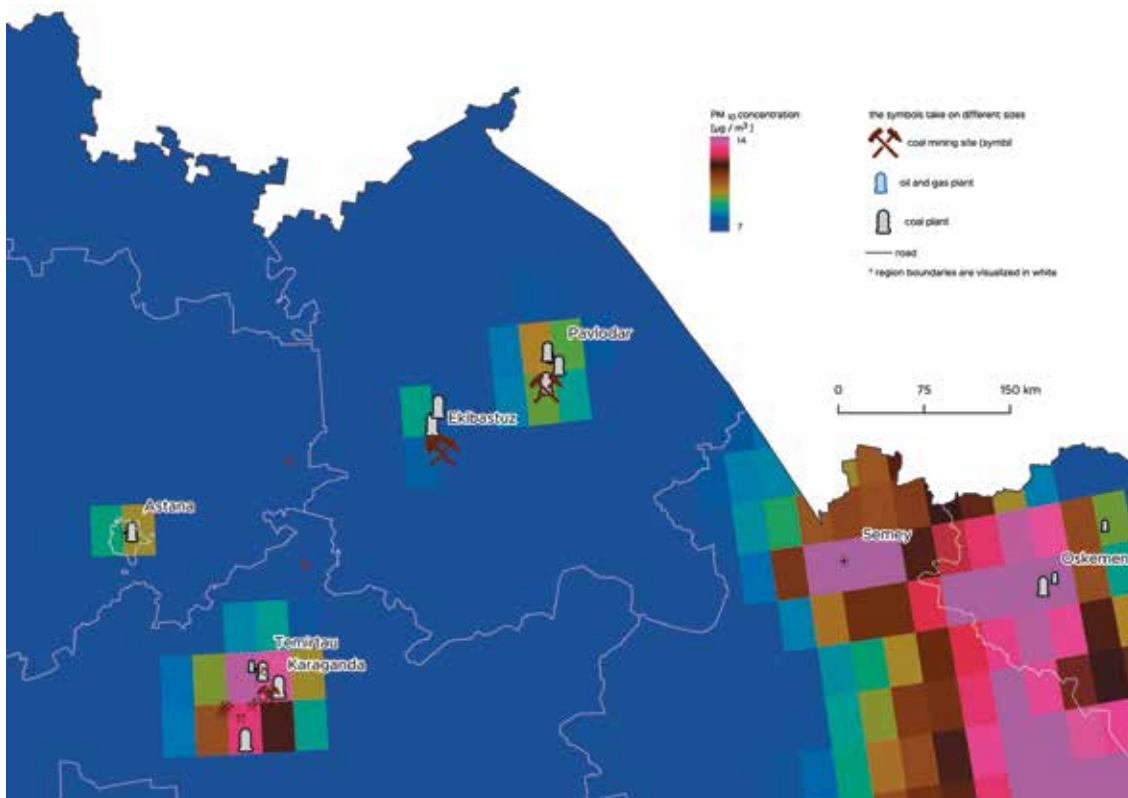 PM 10 concentration
[µg / m³ ]
14
7
the symbols take on different sizes
coal mining site (symbil
oil and gas plant
coal plant
road
* region boundaries are visualized in white
Pavlodar
0 75 150 km
Ekibastuz
Astana
Semey
Oskemen
Temirtau
Karaganda